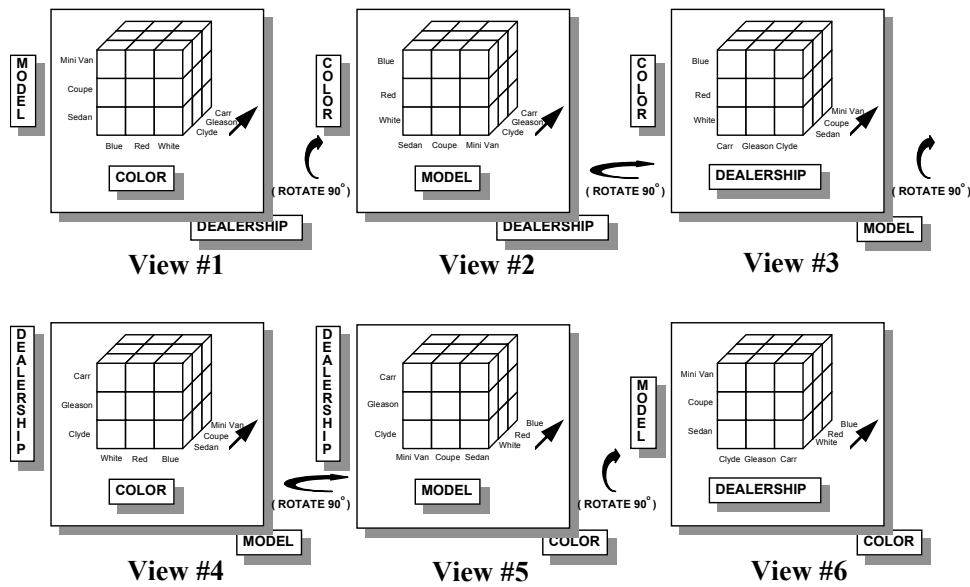 MODEL
Mini Van
Coupe
Sedan
Carr
Gleason
Clyde
Blue Red White
COLOR
DEALERSHIP
View #1
( ROTATE 90° )
COLOR
Blue
Red
White
Carr
Gleason
Clyde
Sedan Coupe Mini Van
MODEL
DEALERSHIP
View #2
( ROTATE 90° )
COLOR
Blue
Red
White
Mini Van
Coupe
Sedan
Carr Gleason Clyde
DEALERSHIP
MODEL
View #3
( ROTATE 90° )
DEALERSHIP
Carr
Gleason
Clyde
Mini Van
Coupe
Sedan
White Red Blue
COLOR
MODEL
View #4
( ROTATE 90° )
DEALERSHIP
Carr
Gleason
Clyde
Blue
Red
White
Mini Van Coupe Sedan
MODEL
COLOR
View #5
( ROTATE 90° )
MODEL
Mini Van
Coupe
Sedan
Blue
Red
White
Clyde Gleason Carr
DEALERSHIP
COLOR
View #6